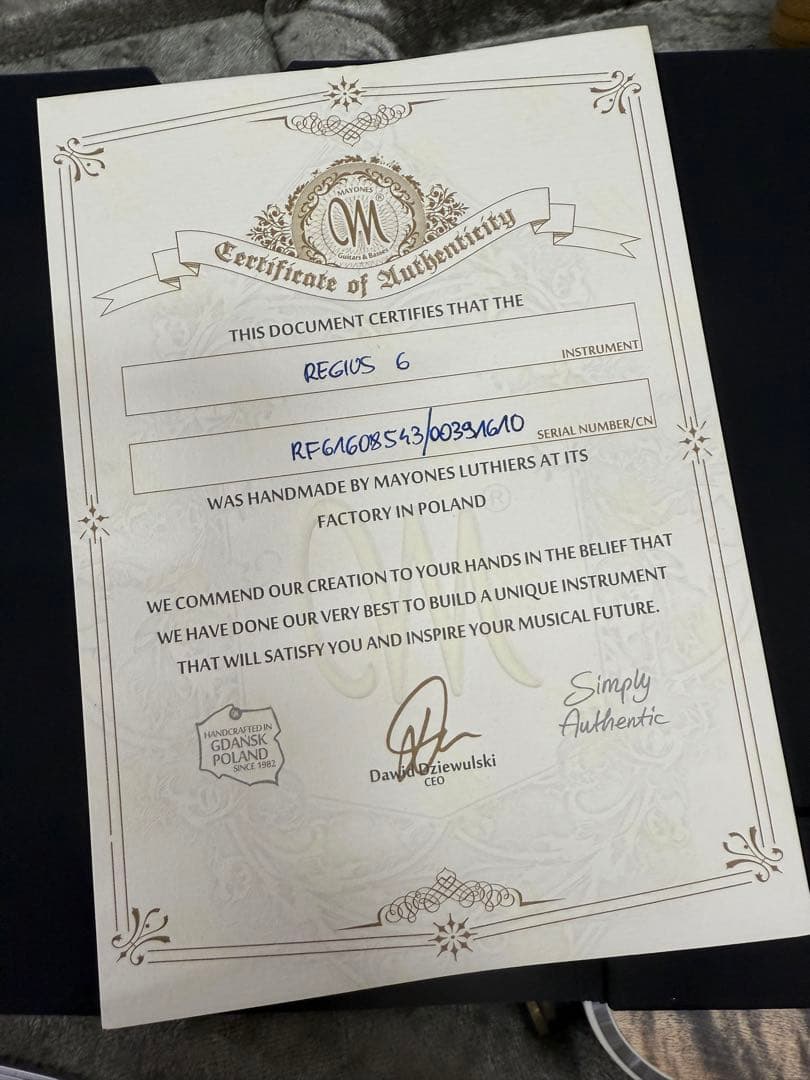 MAYONES
M ®
Guitars & Basses
Certificate of Authenticity
THIS DOCUMENT CERTIFIES THAT THE
REGIUS 6
INSTRUMENT
RF61608543/00391610
SERIAL NUMBER/CN
WAS HANDMADE BY MAYONES LUTHIERS AT ITS
FACTORY IN POLAND
WE COMMEND OUR CREATION TO YOUR HANDS IN THE BELIEF THAT
WE HAVE DONE OUR VERY BEST TO BUILD A UNIQUE INSTRUMENT
THAT WILL SATISFY YOU AND INSPIRE YOUR MUSICAL FUTURE.
HANDCRAFTED IN
GDAŃSK
POLAND
SINCE 1982
Dawid Dziewulski
CEO
Simply
Authentic